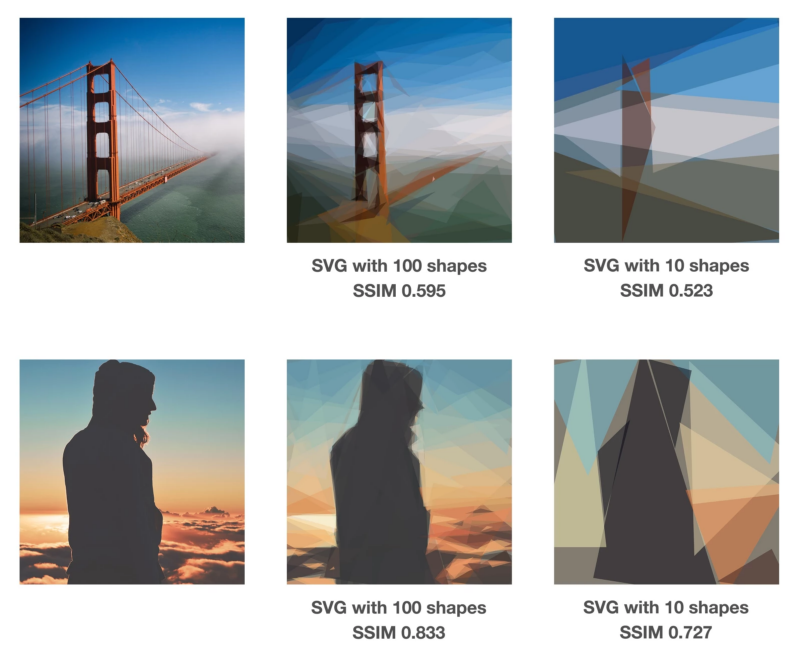 SVG with 100 shapes
SSIM 0.595
SVG with 10 shapes
SSIM 0.523
SVG with 100 shapes
SSIM 0.833
SVG with 10 shapes
SSIM 0.727